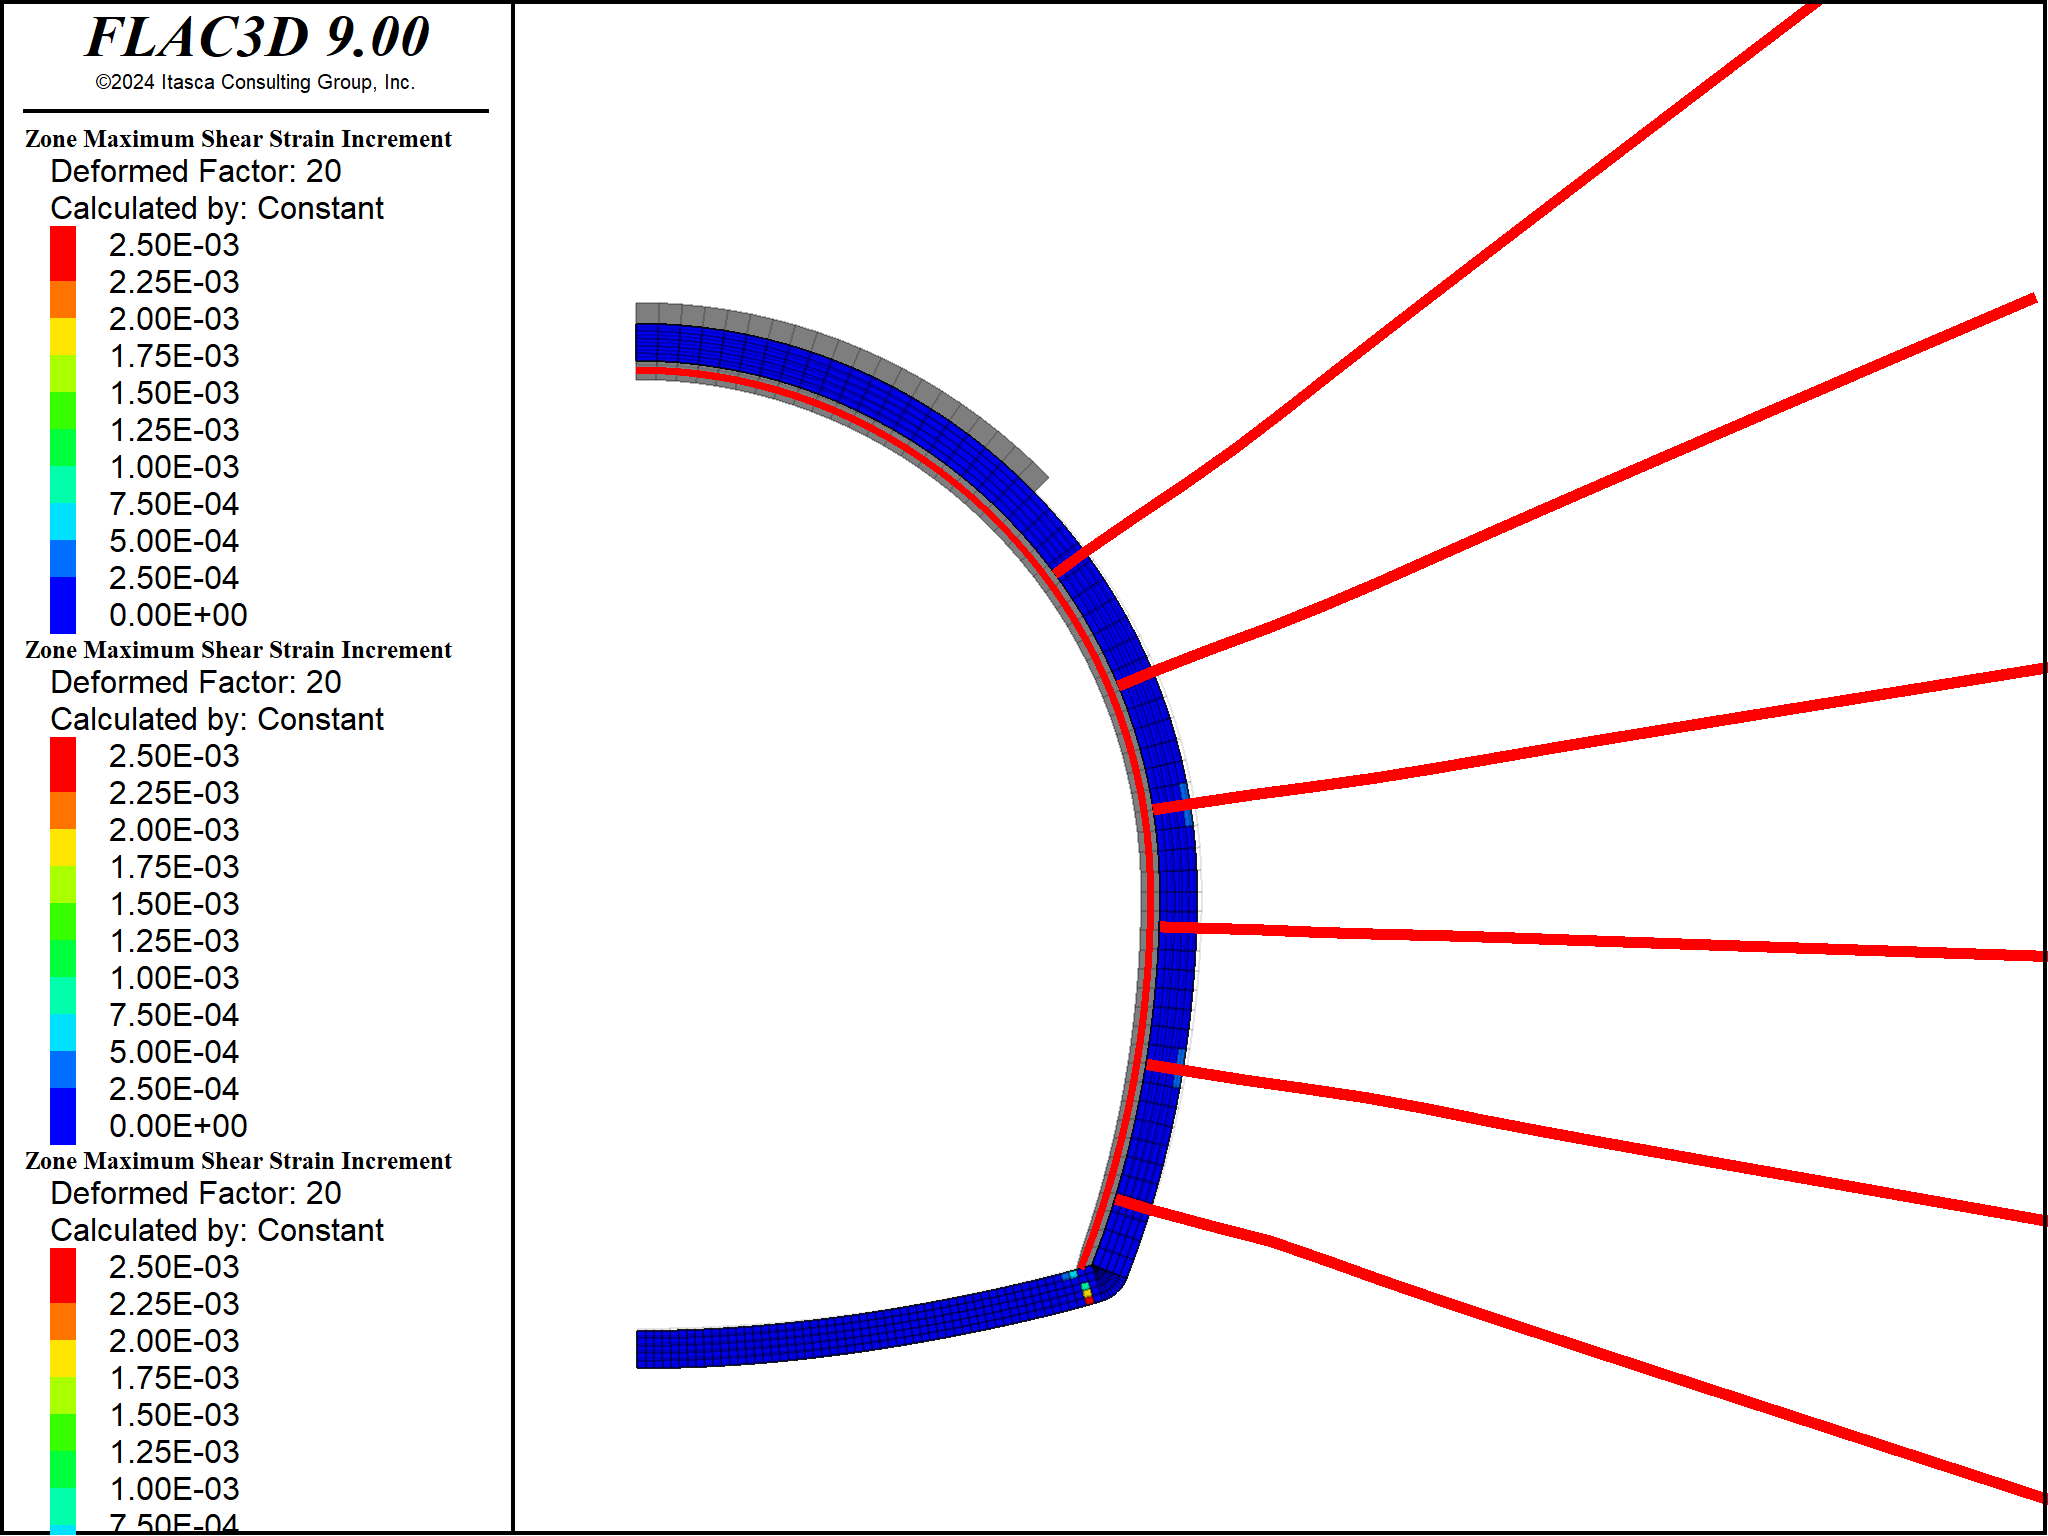 FLAC3D 9.00
©2024 Itasca Consulting Group, Inc.
Zone Maximum Shear Strain Increment
Deformed Factor: 20
Calculated by: Constant
2.50E-03
2.25E-03
2.00E-03
1.75E-03
1.50E-03
1.25E-03
1.00E-03
7.50E-04
5.00E-04
2.50E-04
0.00E+00
Zone Maximum Shear Strain Increment
Deformed Factor: 20
Calculated by: Constant
2.50E-03
2.25E-03
2.00E-03
1.75E-03
1.50E-03
1.25E-03
1.00E-03
7.50E-04
5.00E-04
2.50E-04
0.00E+00
Zone Maximum Shear Strain Increment
Deformed Factor: 20
Calculated by: Constant
2.50E-03
2.25E-03
2.00E-03
1.75E-03
1.50E-03
1.25E-03
1.00E-03
7.50E-04